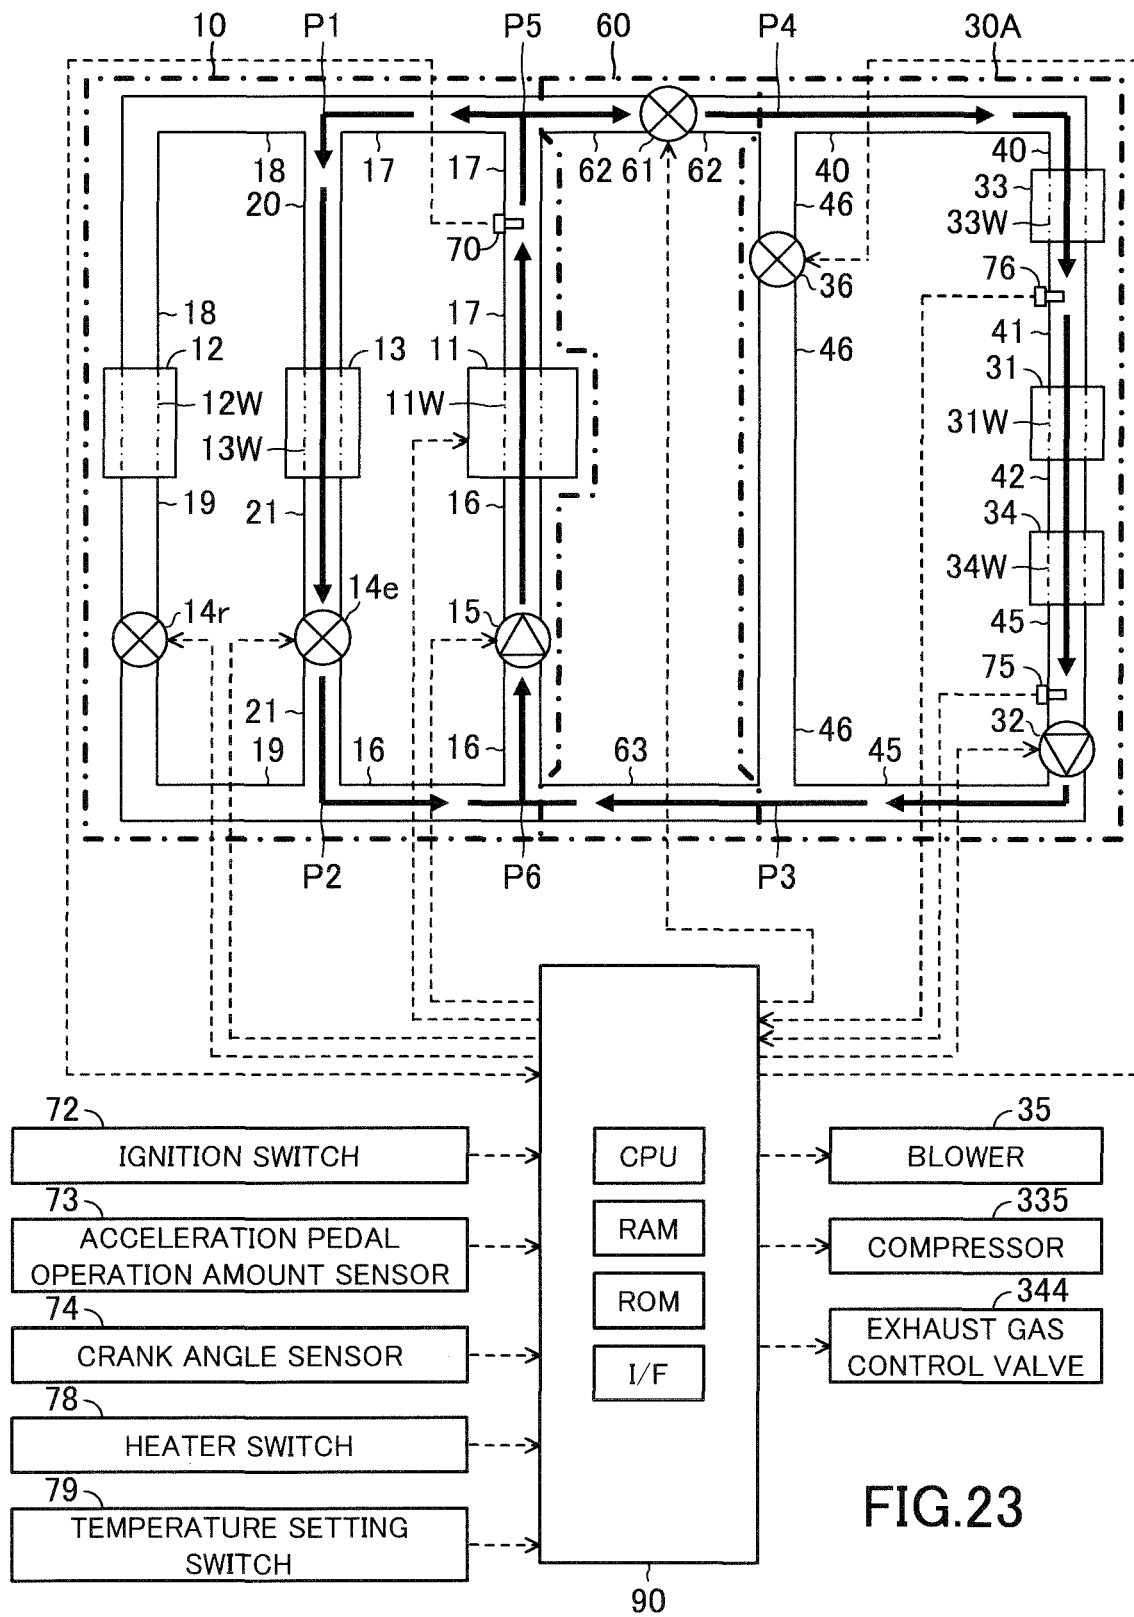 10 P1 P5 60 P4 30A
18 17 17 62 61 62 40 40
20 46 33
33W
70 36 76
18 17 41
12 13 11 46 31
12W 11W 31W
13W
19 21 16 42 34
34W
14r 14e 15 45
75
21 16 46 32
19 16 63 45
P2 P6 P3
72
IGNITION SWITCH
73
ACCELERATION PEDAL
OPERATION AMOUNT SENSOR
74
CRANK ANGLE SENSOR
78
HEATER SWITCH
79
TEMPERATURE SETTING
SWITCH
CPU
RAM
ROM
I/F
90
35
BLOWER
335
COMPRESSOR
344
EXHAUST GAS
CONTROL VALVE
FIG.23